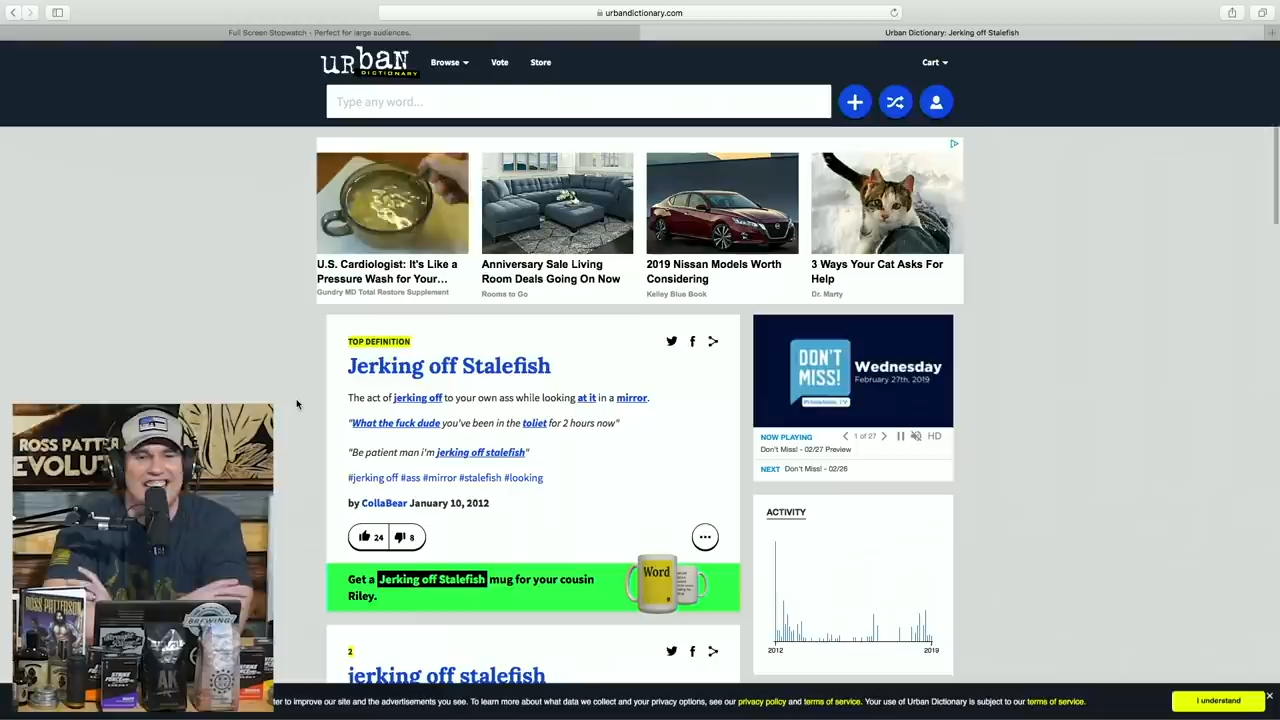 urbandictionary.com
Full Screen Stopwatch - Perfect for large audiences.
Urban Dictionary: Jerking off Stalefish
urban
DICTIONARY
Browse
Vote
Store
Cart
Type any word...
U.S. Cardiologist: It's Like a
Pressure Wash for Your...
Gundry MD Total Restore Supplement
Anniversary Sale Living
Room Deals Going On Now
Rooms to Go
2019 Nissan Models Worth
Considering
Kelley Blue Book
3 Ways Your Cat Asks For
Help
Dr. Marty
TOP DEFINITION
Jerking off Stalefish
The act of jerking off to your own ass while looking at it in a mirror.
"What the fuck dude you've been in the toliet for 2 hours now"
"Be patient man i'm jerking off stalefish"
#jerking off #ass #mirror #stalefish #looking
by CollaBear January 10, 2012
24
8
Get a Jerking off Stalefish mug for your cousin
Riley.
Word
2
jerking off stalefish
DON'T
MISS!
Wednesday
February 27th, 2019
NOW PLAYING
1 of 27
HD
Don't Miss! - 02/27 Preview
NEXT Don't Miss! - 02/26
ACTIVITY
2012
2019
ROSS PATT
EVOLU
ROSS PATTERSON
BREWING
STRIKE
FORCE
ter to improve our site and the advertisements you see. To learn more about what data we collect and your privacy options, see our privacy policy and terms of service. Your use of Urban Dictionary is subject to our terms of service.
I understand